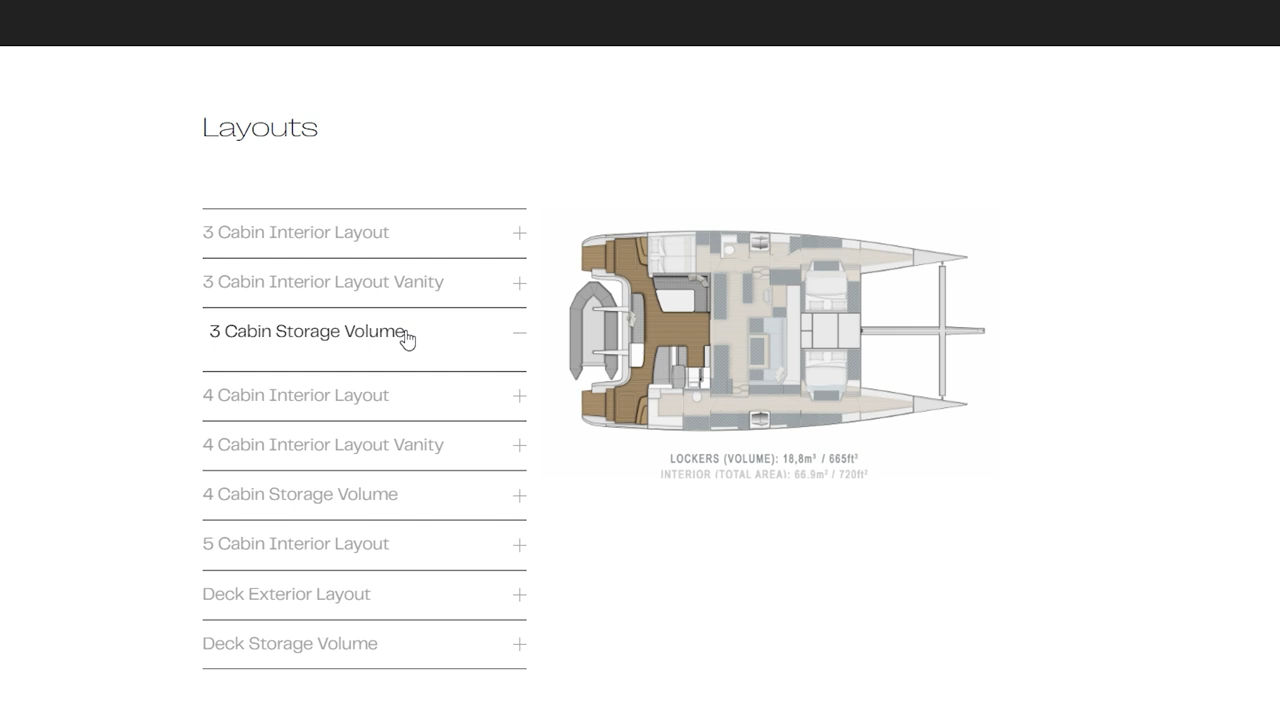 Layouts
3 Cabin Interior Layout
3 Cabin Interior Layout Vanity
3 Cabin Storage Volume
4 Cabin Interior Layout
4 Cabin Interior Layout Vanity
4 Cabin Storage Volume
5 Cabin Interior Layout
Deck Exterior Layout
Deck Storage Volume
LOCKERS (VOLUME): 18,8m³ / 665ft³
INTERIOR (TOTAL AREA): 66.9m² / 720ft²